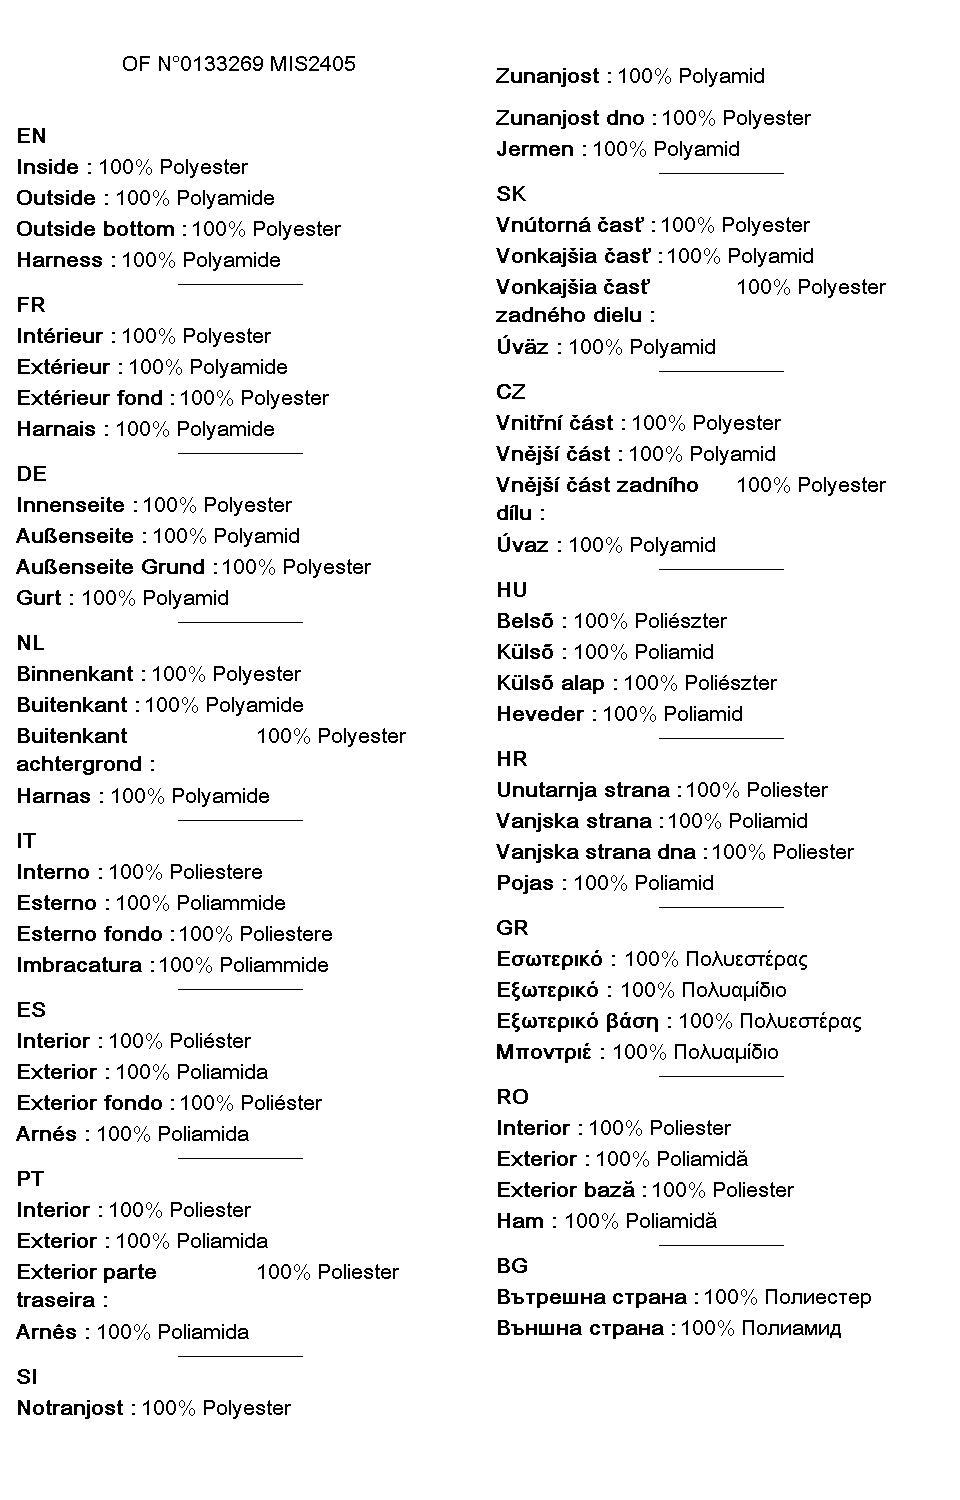 OF N°0133269 MIS2405
EN
Inside : 100% Polyester
Outside : 100% Polyamide
Outside bottom : 100% Polyester
Harness : 100% Polyamide
FR
Intérieur : 100% Polyester
Extérieur : 100% Polyamide
Extérieur fond : 100% Polyester
Harnais : 100% Polyamide
DE
Innenseite : 100% Polyester
Außenseite : 100% Polyamid
Außenseite Grund : 100% Polyester
Gurt : 100% Polyamid
NL
Binnenkant : 100% Polyester
Buitenkant : 100% Polyamide
Buitenkant 100% Polyester
achtergrond :
Harnas : 100% Polyamide
IT
Interno : 100% Poliestere
Esterno : 100% Poliammide
Esterno fondo : 100% Poliestere
Imbracatura : 100% Poliammide
ES
Interior : 100% Poliéster
Exterior : 100% Poliamida
Exterior fondo : 100% Poliéster
Arnés : 100% Poliamida
PT
Interior : 100% Poliester
Exterior : 100% Poliamida
Exterior parte 100% Poliester
traseira :
Arnês : 100% Poliamida
SI
Notranjost : 100% Polyester
Zunanjost : 100% Polyamid
Zunanjost dno : 100% Polyester
Jermen : 100% Polyamid
SK
Vnútorná časť : 100% Polyester
Vonkajšia časť : 100% Polyamid
Vonkajšia časť 100% Polyester
zadného dielu :
Úväz : 100% Polyamid
CZ
Vnitřní část : 100% Polyester
Vnější část : 100% Polyamid
Vnější část zadního 100% Polyester
dílu :
Úvaz : 100% Polyamid
HU
Belső : 100% Poliészter
Külső : 100% Poliamid
Külső alap : 100% Poliészter
Heveder : 100% Poliamid
HR
Unutarnja strana : 100% Poliester
Vanjska strana : 100% Poliamid
Vanjska strana dna : 100% Poliester
Pojas : 100% Poliamid
GR
Εσωτερικό : 100% Πολυεστέρας
Εξωτερικό : 100% Πολυαμίδιο
Εξωτερικό βάση : 100% Πολυεστέρας
Μποντριέ : 100% Πολυαμίδιο
RO
Interior : 100% Poliester
Exterior : 100% Poliamidă
Exterior bază : 100% Poliester
Ham : 100% Poliamidă
BG
Вътрешна страна : 100% Полиестер
Външна страна : 100% Полиамид